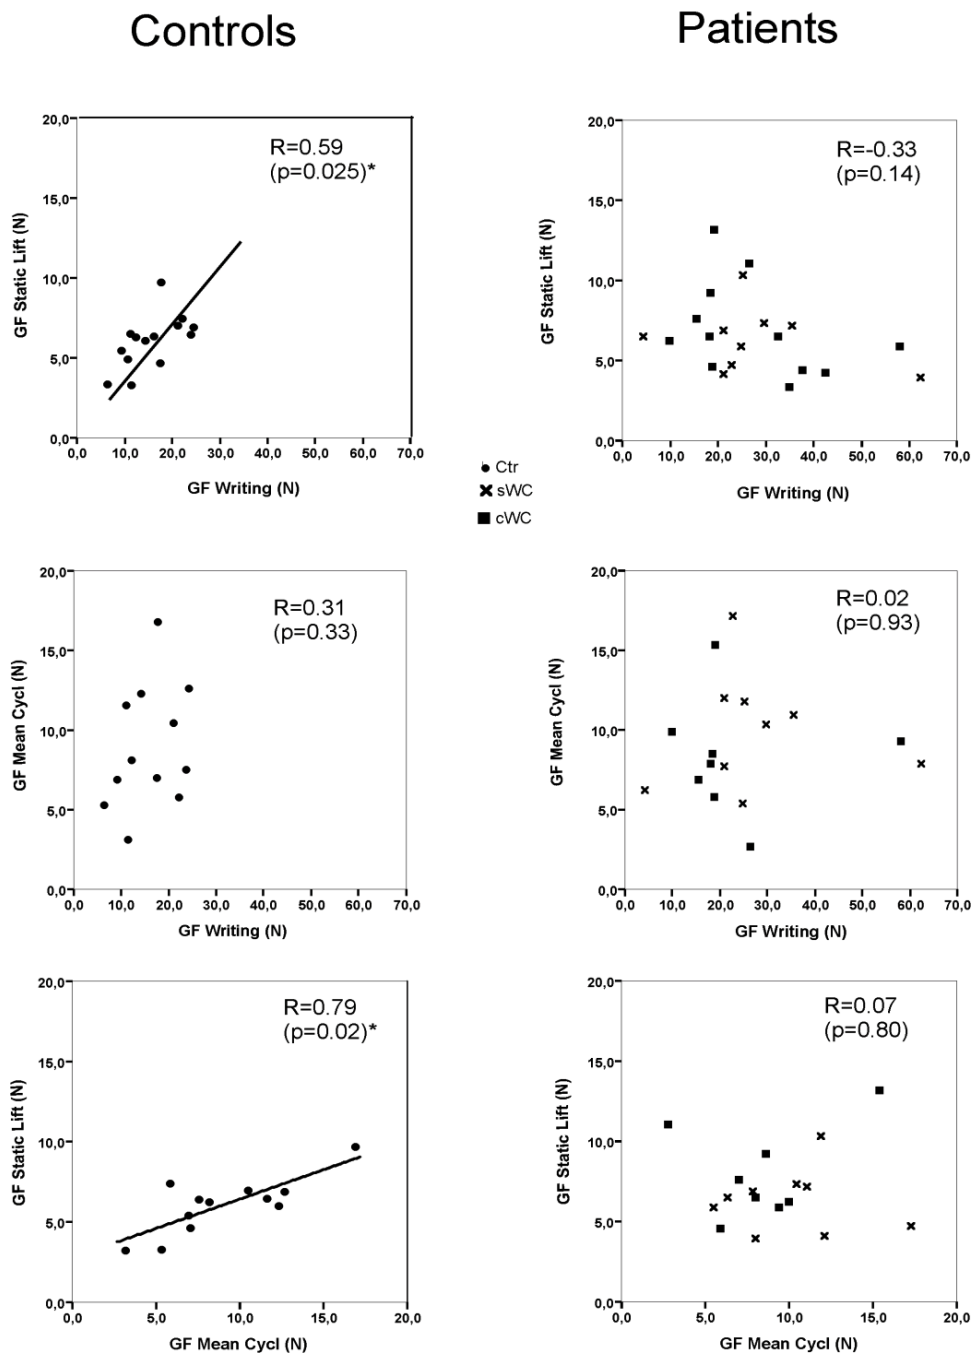 Controls
Patients
20,0
15,0
10,0
5,0
0,0
GF Static Lift (N)
R=0.59
(p=0.025)*
0,0 10,0 20,0 30,0 40,0 50,0 60,0 70,0
GF Writing (N)
20,0
15,0
10,0
5,0
0,0
GF Static Lift (N)
R=-0.33
(p=0.14)
0,0 10,0 20,0 30,0 40,0 50,0 60,0 70,0
GF Writing (N)
Ctr
sWC
cWC
20,0
15,0
10,0
5,0
0,0
GF Mean Cycl (N)
R=0.31
(p=0.33)
0,0 10,0 20,0 30,0 40,0 50,0 60,0 70,0
GF Writing (N)
20,0
15,0
10,0
5,0
0,0
GF Mean Cycl (N)
R=0.02
(p=0.93)
0,0 10,0 20,0 30,0 40,0 50,0 60,0 70,0
GF Writing (N)
20,0
15,0
10,0
5,0
0,0
GF Static Lift (N)
R=0.79
(p=0.02)*
0,0 5,0 10,0 15,0 20,0
GF Mean Cycl (N)
20,0
15,0
10,0
5,0
0,0
GF Static Lift (N)
R=0.07
(p=0.80)
0,0 5,0 10,0 15,0 20,0
GF Mean Cycl (N)